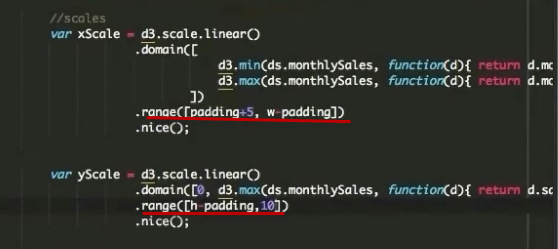 //scales
var xScale = d3.scale.linear()
.domain([
d3.min(ds.monthlySales, function(d){ return d.mo
d3.max(ds.monthlySales, function(d){ return d.mo
])
.range([padding+5, w-padding])
.nice();
var yScale = d3.scale.linear()
.domain([0, d3.max(ds.monthlySales, function(d){ return d.sa
.range([h-padding,10])
.nice();